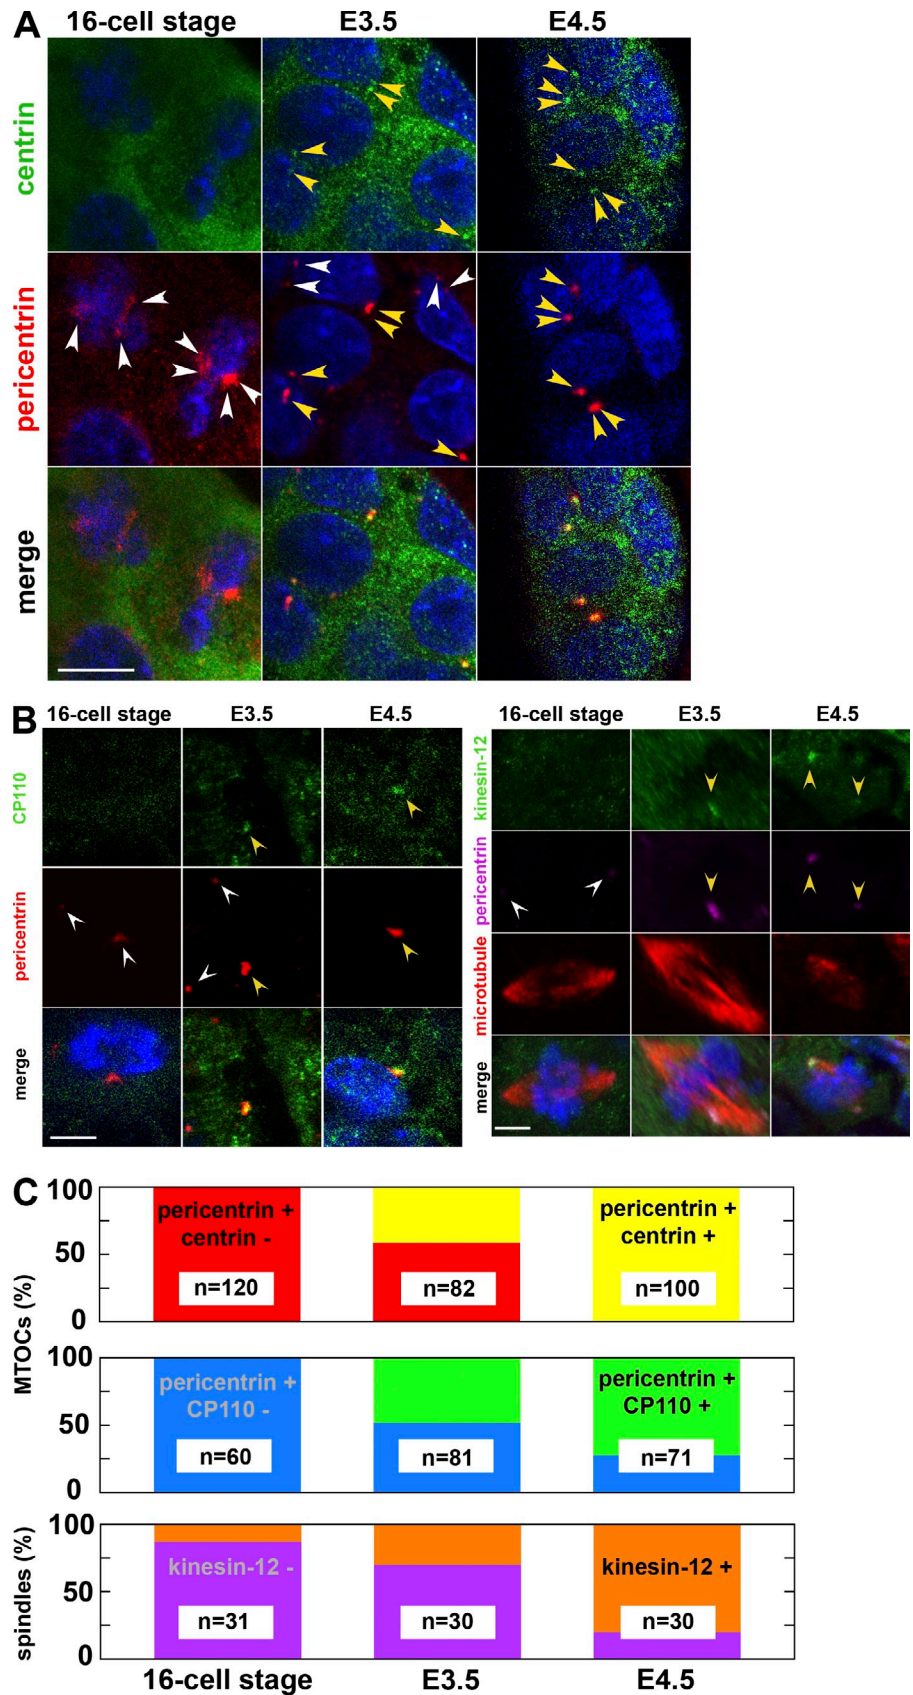 A
16-cell stage E3.5 E4.5
centrin
pericentrin
merge
B
16-cell stage E3.5 E4.5
CP110
pericentrin
merge
16-cell stage E3.5 E4.5
kinesin-12
pericentrin
microtubule
merge
C
MTOCs (%)
100
50
0
pericentrin +
centrin -
n=120
n=82
pericentrin +
centrin +
n=100
100
50
0
pericentrin +
CP110 -
n=60
n=81
pericentrin +
CP110 +
n=71
spindles (%)
100
50
0
kinesin-12 -
n=31
n=30
kinesin-12 +
n=30
16-cell stage E3.5 E4.5